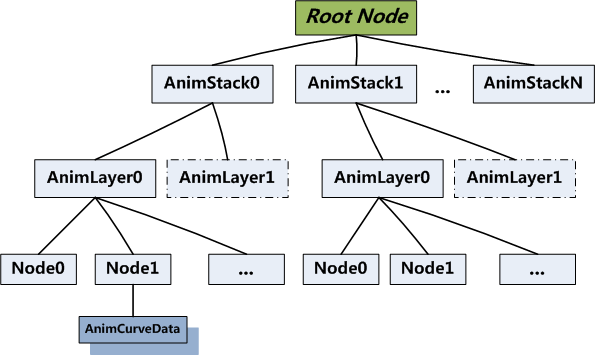 Root Node
AnimStack0
AnimStack1
...
AnimStackN
AnimLayer0
AnimLayer1
AnimLayer0
AnimLayer1
Node0
Node1
...
Node0
Node1
...
AnimCurveData